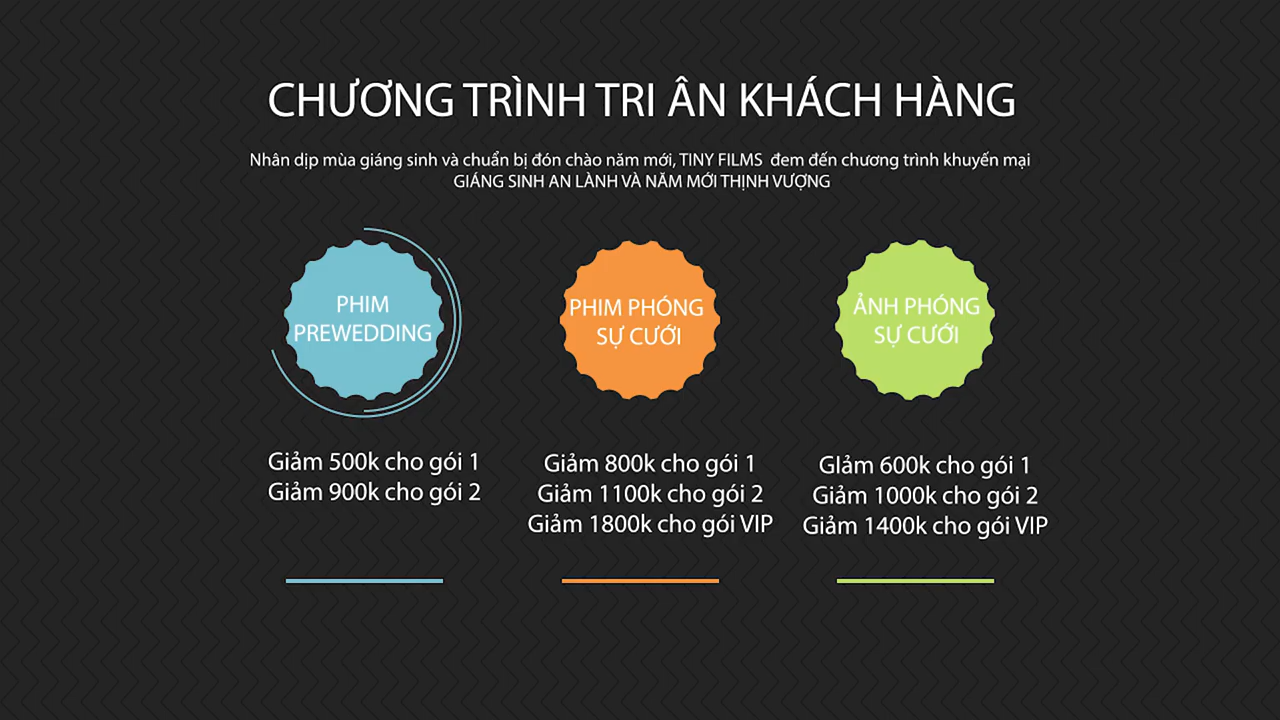 CHƯƠNG TRÌNH TRI ÂN KHÁCH HÀNG
Nhân dịp mùa giáng sinh và chuẩn bị đón chào năm mới, TINY FILMS đem đến chương trình khuyến mại
GIÁNG SINH AN LÀNH VÀ NĂM MỚI THỊNH VƯỢNG
PHIM
PREWEDDING
Giảm 500k cho gói 1
Giảm 900k cho gói 2
PHIM PHÓNG
SỰ CƯỚI
Giảm 800k cho gói 1
Giảm 1100k cho gói 2
Giảm 1800k cho gói VIP
ẢNH PHÓNG
SỰ CƯỚI
GIảm 600k cho gói 1
Giảm 1000k cho gói 2
Giảm 1400k cho gói VIP